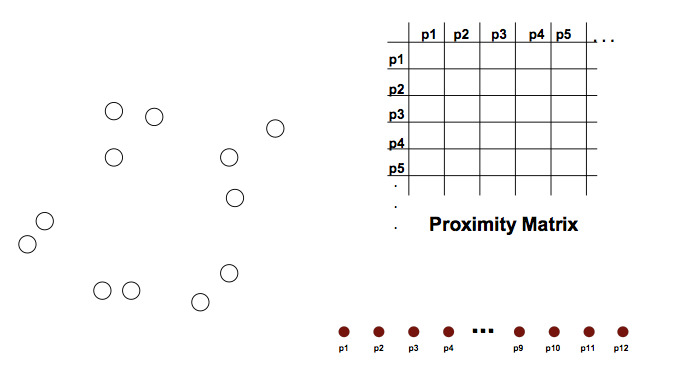 p1 p2 p3 p4 p5 ...
p1
p2
p3
p4
p5
.
.
.
Proximity Matrix
...
p1 p2 p3 p4 p9 p10 p11 p12